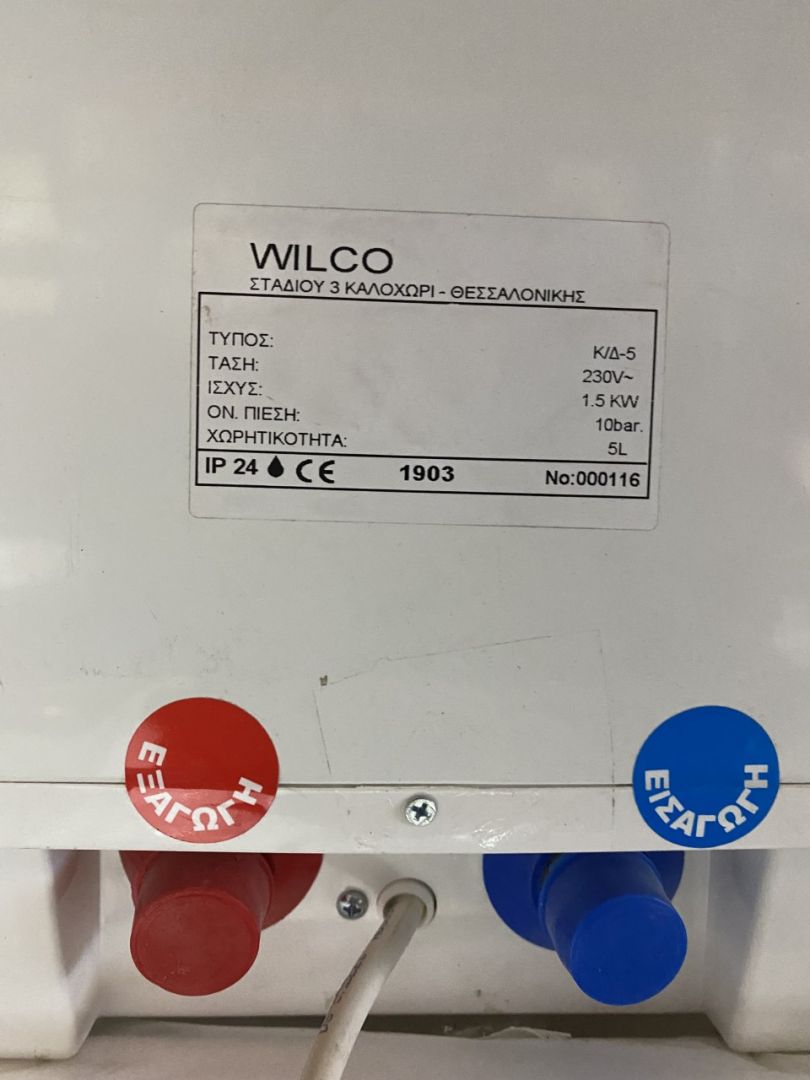 WILCO
ΣΤΑΔΙΟΥ 3 ΚΑΛΟΧΩΡΙ - ΘΕΣΣΑΛΟΝΙΚΗΣ
ΤΥΠΟΣ: Κ/Δ-5
ΤΑΣΗ: 230V~
ΙΣΧΥΣ: 1.5 KW
ΟΝ. ΠΙΕΣΗ: 10bar.
ΧΩΡΗΤΙΚΟΤΗΤΑ: 5L
IP 24 CE 1903 No:000116
ΕΞΑΓΩΓΗ
ΕΙΣΑΓΩΓΗ